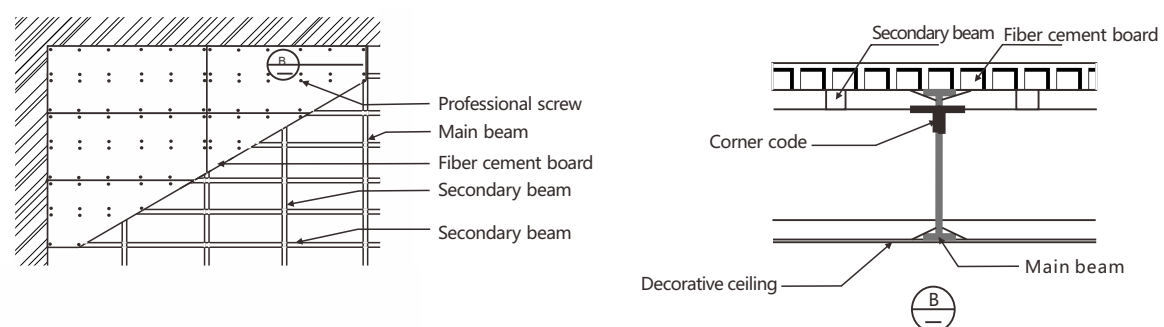 B
Professional screw
Main beam
Fiber cement board
Secondary beam
Secondary beam
Secondary beam
Fiber cement board
Corner code
Decorative ceiling
Main beam
B